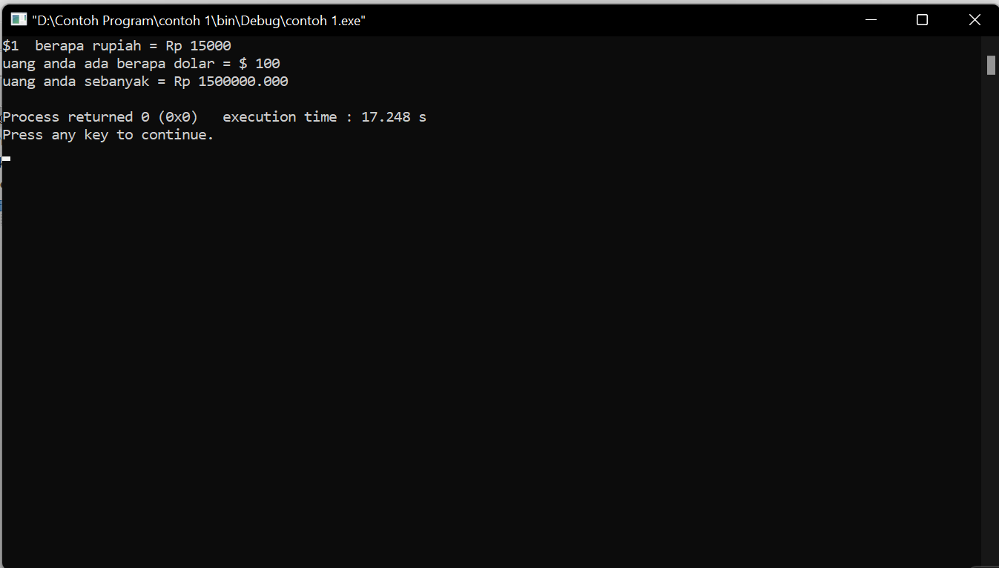 "D:\Contoh Program\contoh 1\bin\Debug\contoh 1.exe"
$1  berapa rupiah = Rp 15000
uang anda ada berapa dolar = $ 100
uang anda sebanyak = Rp 1500000.000
Process returned 0 (0x0)   execution time : 17.248 s
Press any key to continue.